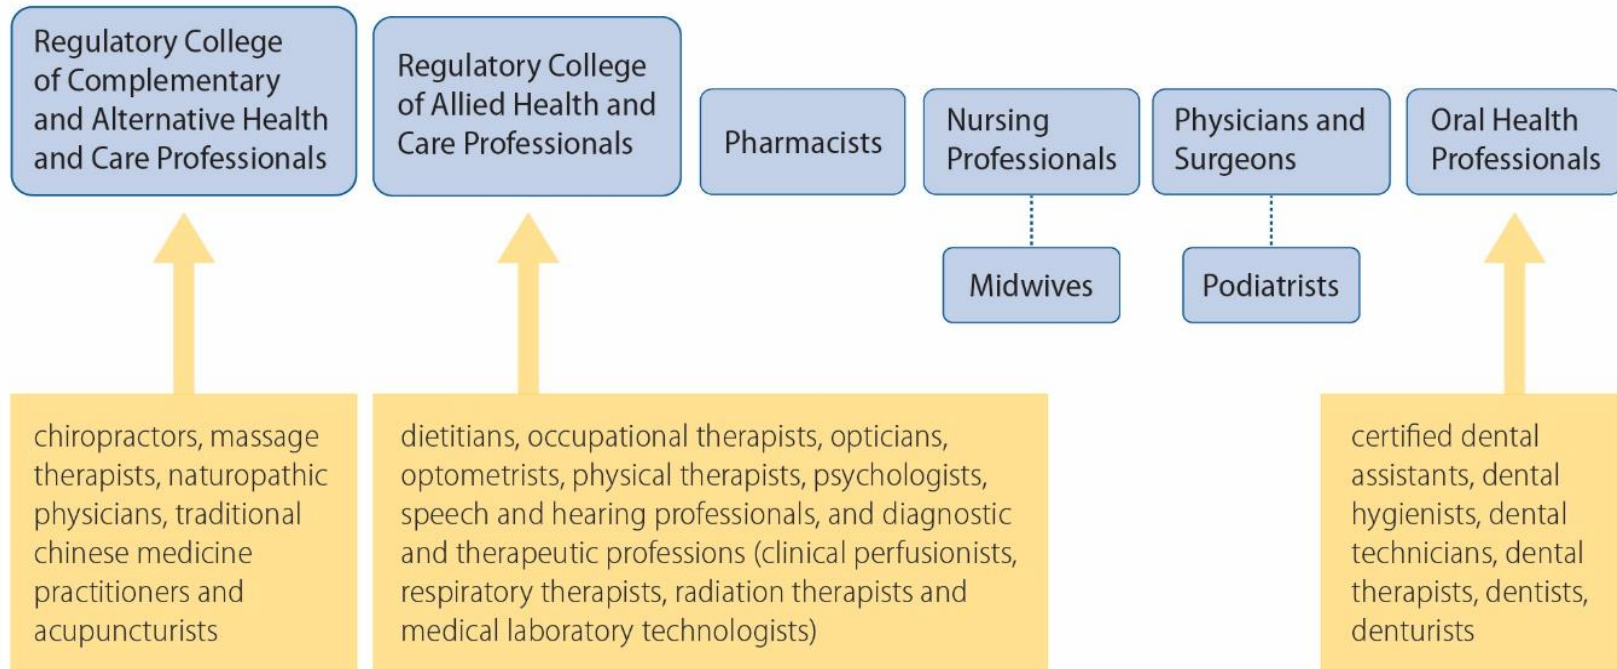 Regulatory College
of Complementary
and Alternative Health
and Care Professionals
Regulatory College
of Allied Health and
Care Professionals
Pharmacists
Nursing
Professionals
Physicians and
Surgeons
Oral Health
Professionals
Midwives
Podiatrists
chiropractors, massage
therapists, naturopathic
physicians, traditional
chinese medicine
practitioners and
acupuncturists
dietitians, occupational therapists, opticians,
optometrists, physical therapists, psychologists,
speech and hearing professionals, and diagnostic
and therapeutic professions (clinical perfusionists,
respiratory therapists, radiation therapists and
medical laboratory technologists)
certified dental
assistants, dental
hygienists, dental
technicians, dental
therapists, dentists,
denturists